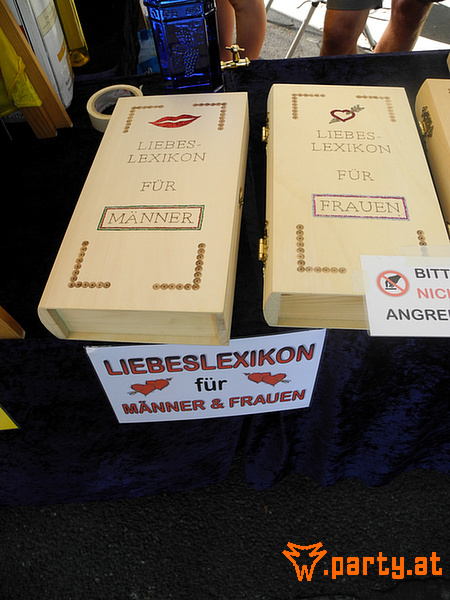 LIEBES-
LEXIKON
FÜR
MÄNNER
LIEBES-
LEXIKON
FÜR
FRAUEN
BITT
NICH
ANGREI
LIEBESLEXIKON
für
MÄNNER & FRAUEN
.party.at